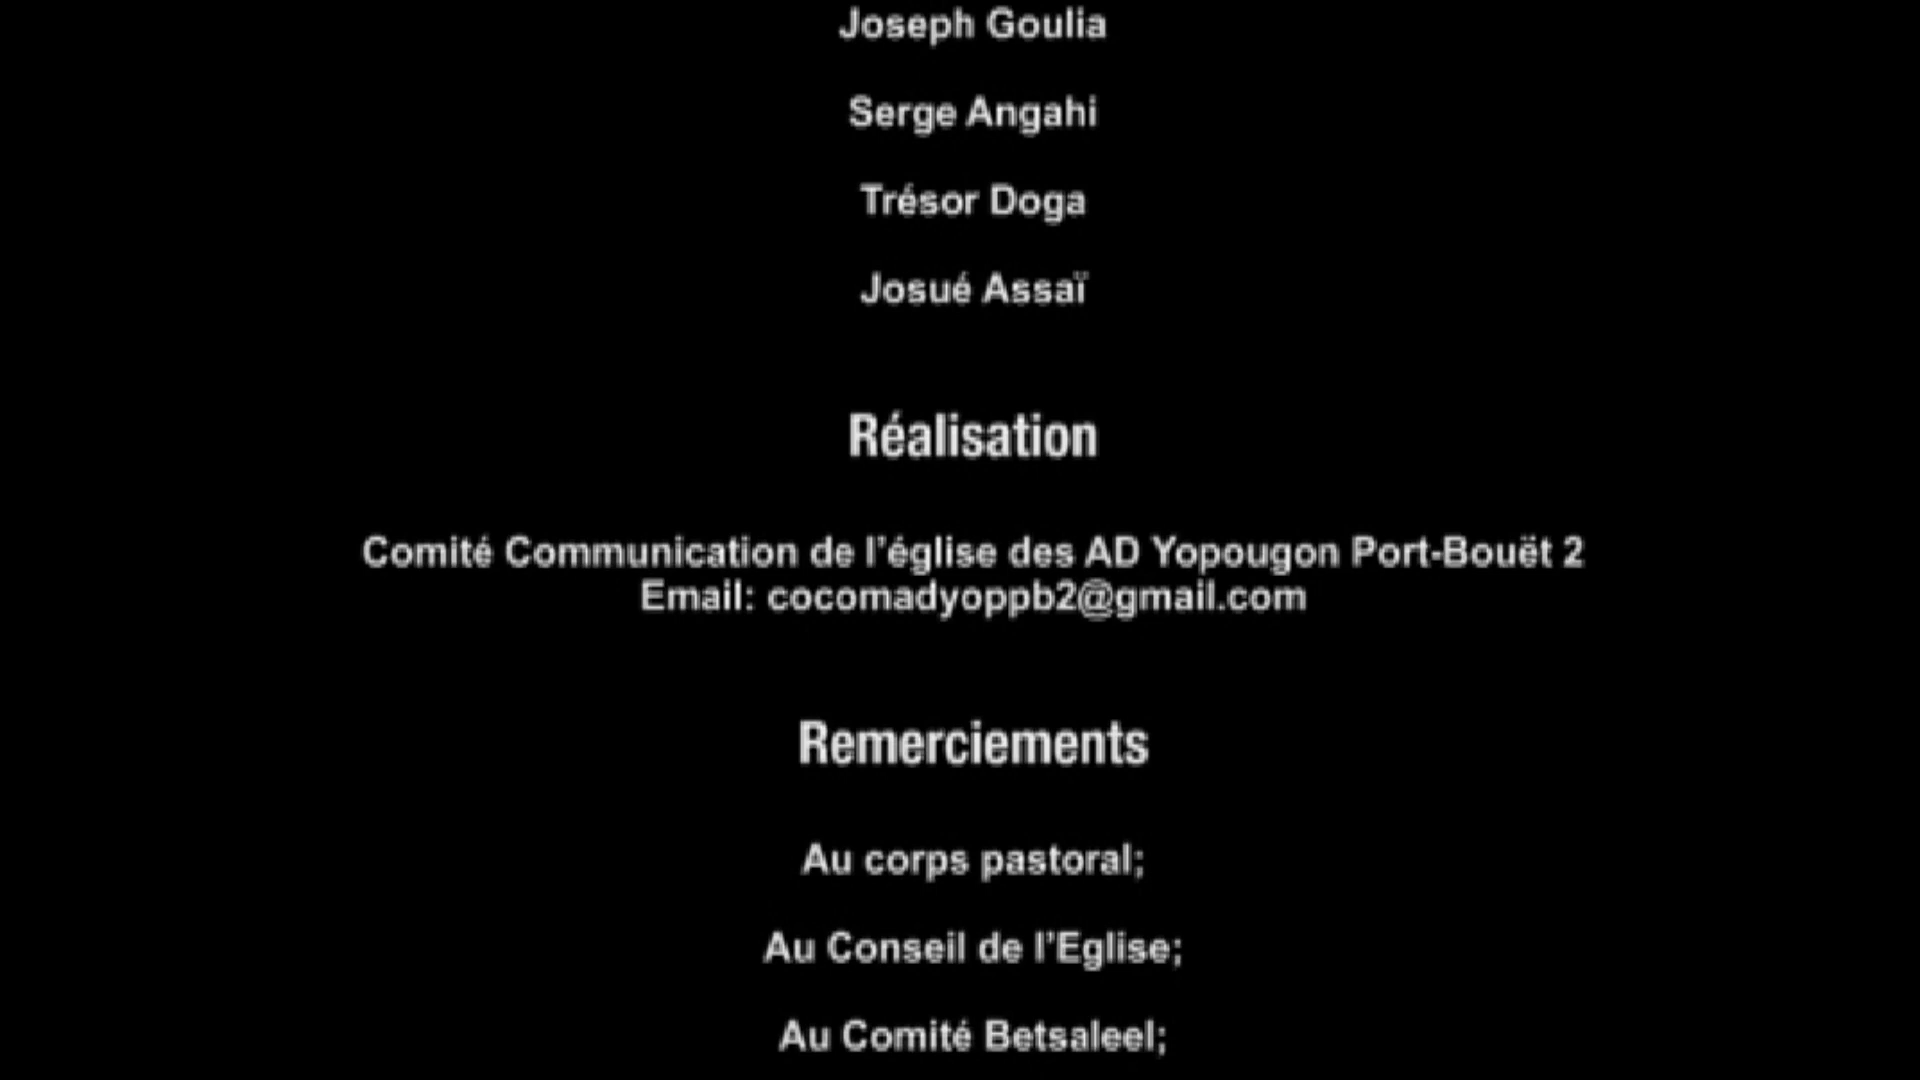 Joseph Goulia
Serge Angahi
Trésor Doga
Josué Assaï
Réalisation
Comité Communication de l'église des AD Yopougon Port-Bouët 2
Email: cocomadyoppb2@gmail.com
Remerciements
Au corps pastoral;
Au Conseil de l'Eglise;
Au Comité Betsaleel;